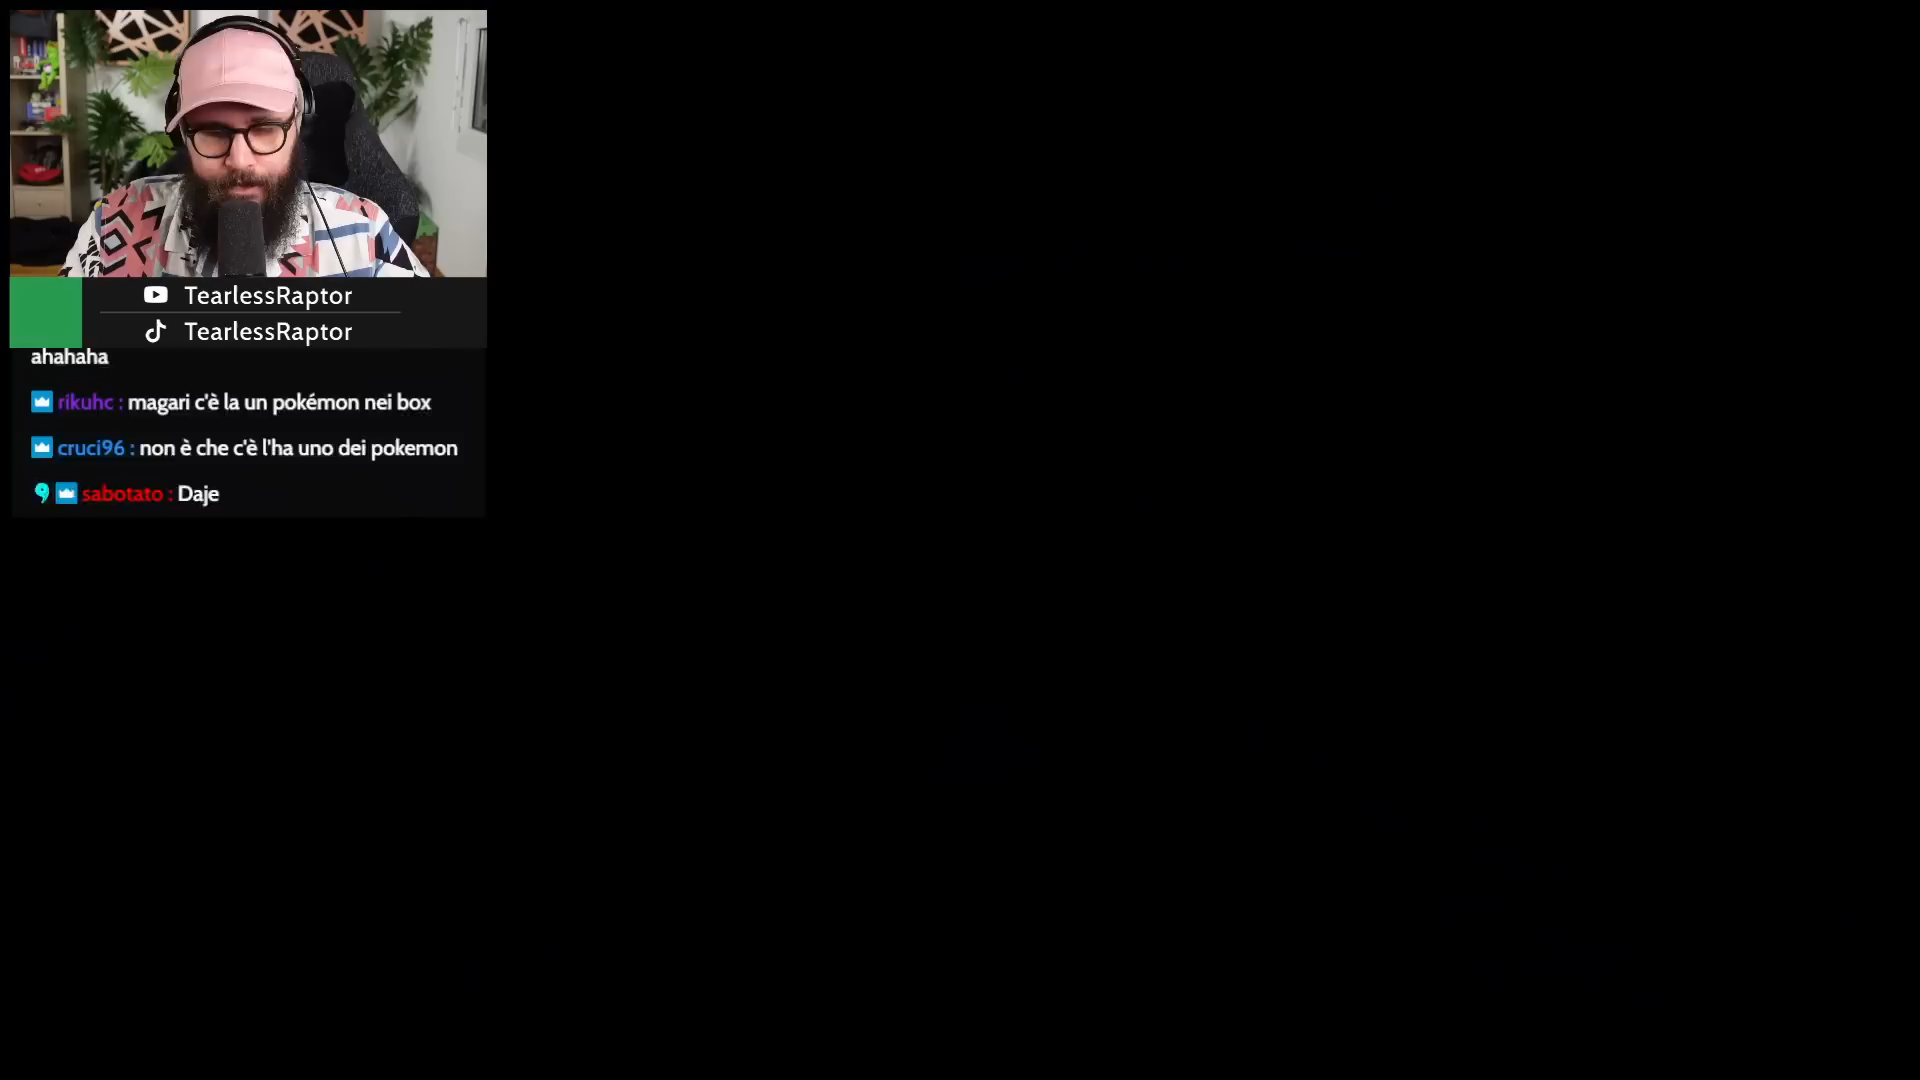 TearlessRaptor
TearlessRaptor
ahahaha
rikuhc : magari c'è la un pokémon nei box
cruci96 : non è che c'è l'ha uno dei pokemon
sabotato : Daje